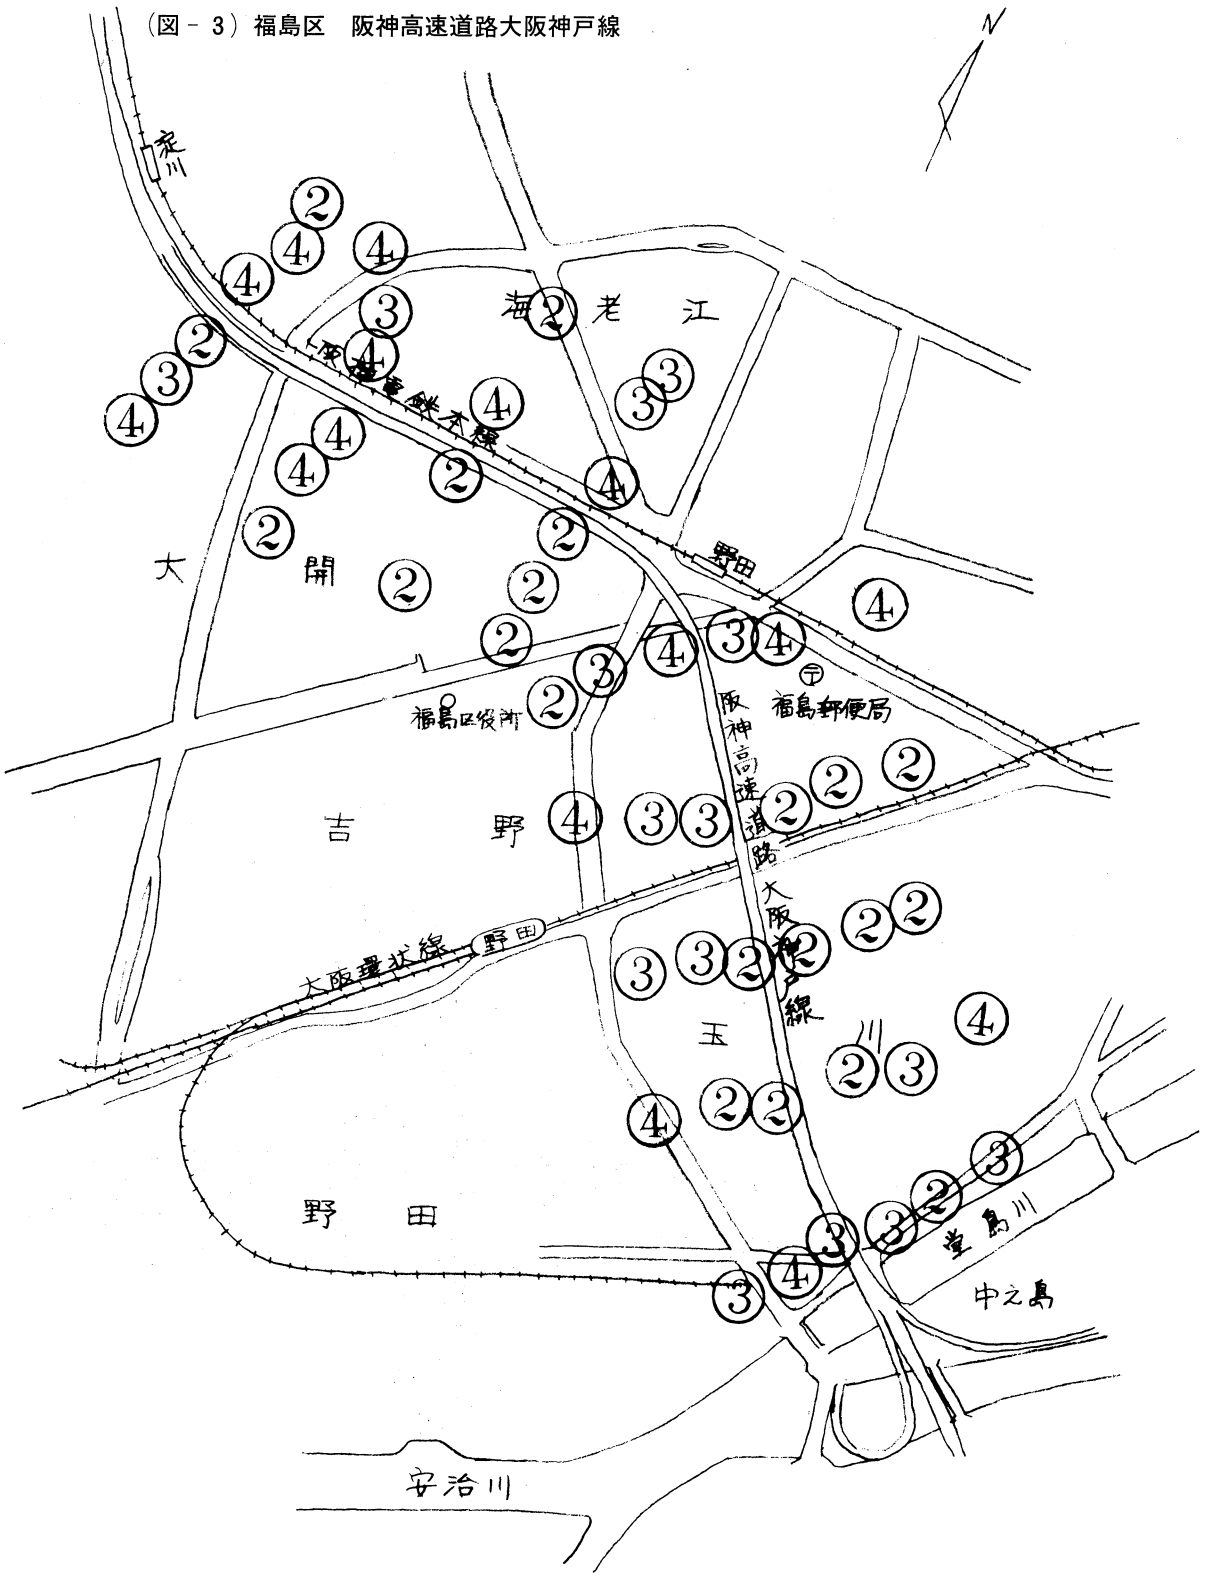 (図－3) 福島区　阪神高速道路大阪神戸線
N
淀川
②
④ ④
④
③ 海 ② 老 江
② ④
③ ③
④ ③
阪神電鉄本線
④
④
④ ② ④
② ②
大 開 ② ② 野田
④
② ④ ③ ④
③
福島区役所 ② 福島郵便局
②
②
吉 野 ④ ③ ③ ②
阪神高速道路大阪神戸線
②
②
大阪環状線 野田 ③ ③ ② ②
玉 川 ④
② ③
④ ② ②
③
②
野 田 ③ ③
④
③
堂島川
中之島
安治川